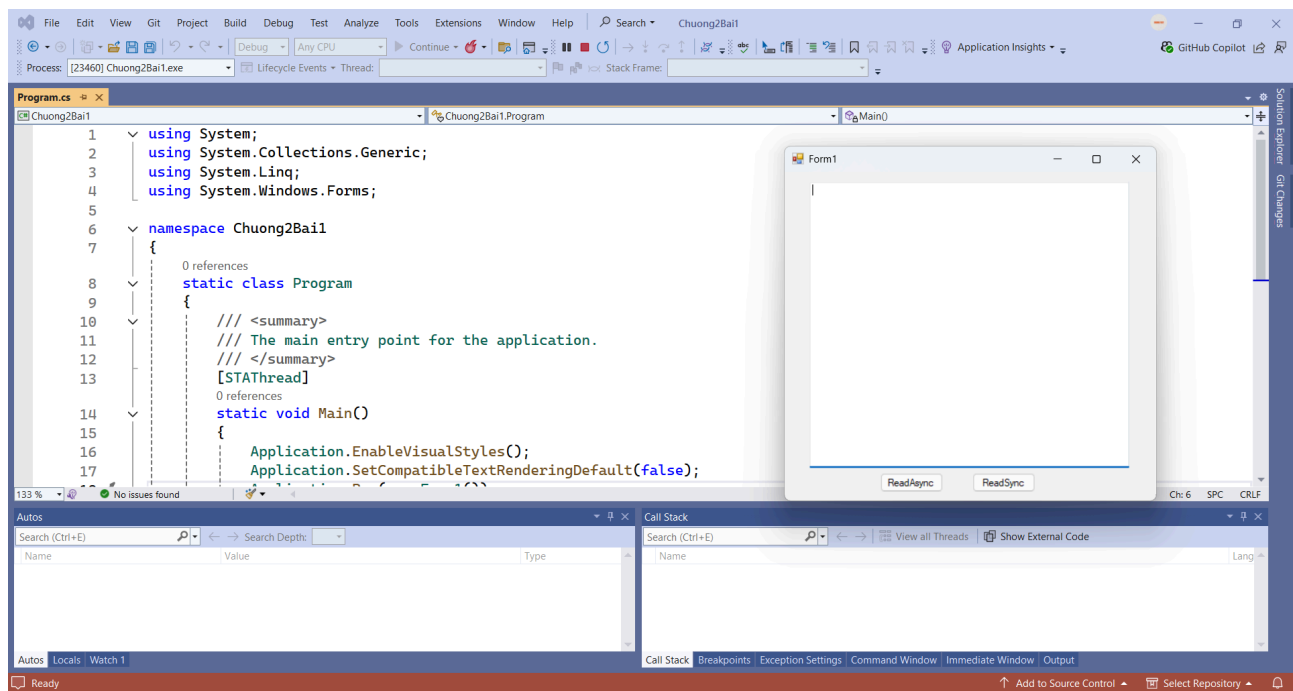 File Edit View Git Project Build Debug Test Analyze Tools Extensions Window Help Search Chuong2Bai1
Debug Any CPU Continue Application Insights GitHub Copilot
Process: [23460] Chuong2Bai1.exe Lifecycle Events Thread: Stack Frame:
Program.cs
Chuong2Bai1 Chuong2Bai1.Program Main()
1 using System;
2 using System.Collections.Generic;
3 using System.Linq;
4 using System.Windows.Forms;
5
6 namespace Chuong2Bai1
7 {
0 references
8 static class Program
9 {
10 /// <summary>
11 /// The main entry point for the application.
12 /// </summary>
13 [STAThread]
0 references
14 static void Main()
15 {
16 Application.EnableVisualStyles();
17 Application.SetCompatibleTextRenderingDefault(false);
133 % No issues found Ch: 6 SPC CRLF
Form1
ReadAsync ReadSync
Solution Explorer
Git Changes
Autos
Search (Ctrl+E) Search Depth:
Name Value Type
Autos Locals Watch 1
Call Stack
Search (Ctrl+E) View all Threads Show External Code
Name Lang
Call Stack Breakpoints Exception Settings Command Window Immediate Window Output
Ready Add to Source Control Select Repository